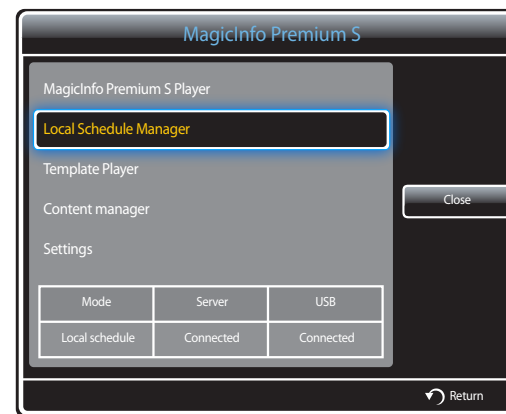 MagicInfo Premium S
MagicInfo Premium S Player
Local Schedule Manager
Template Player
Content manager
Settings
Close
Mode Server USB
Local schedule Connected Connected
Return